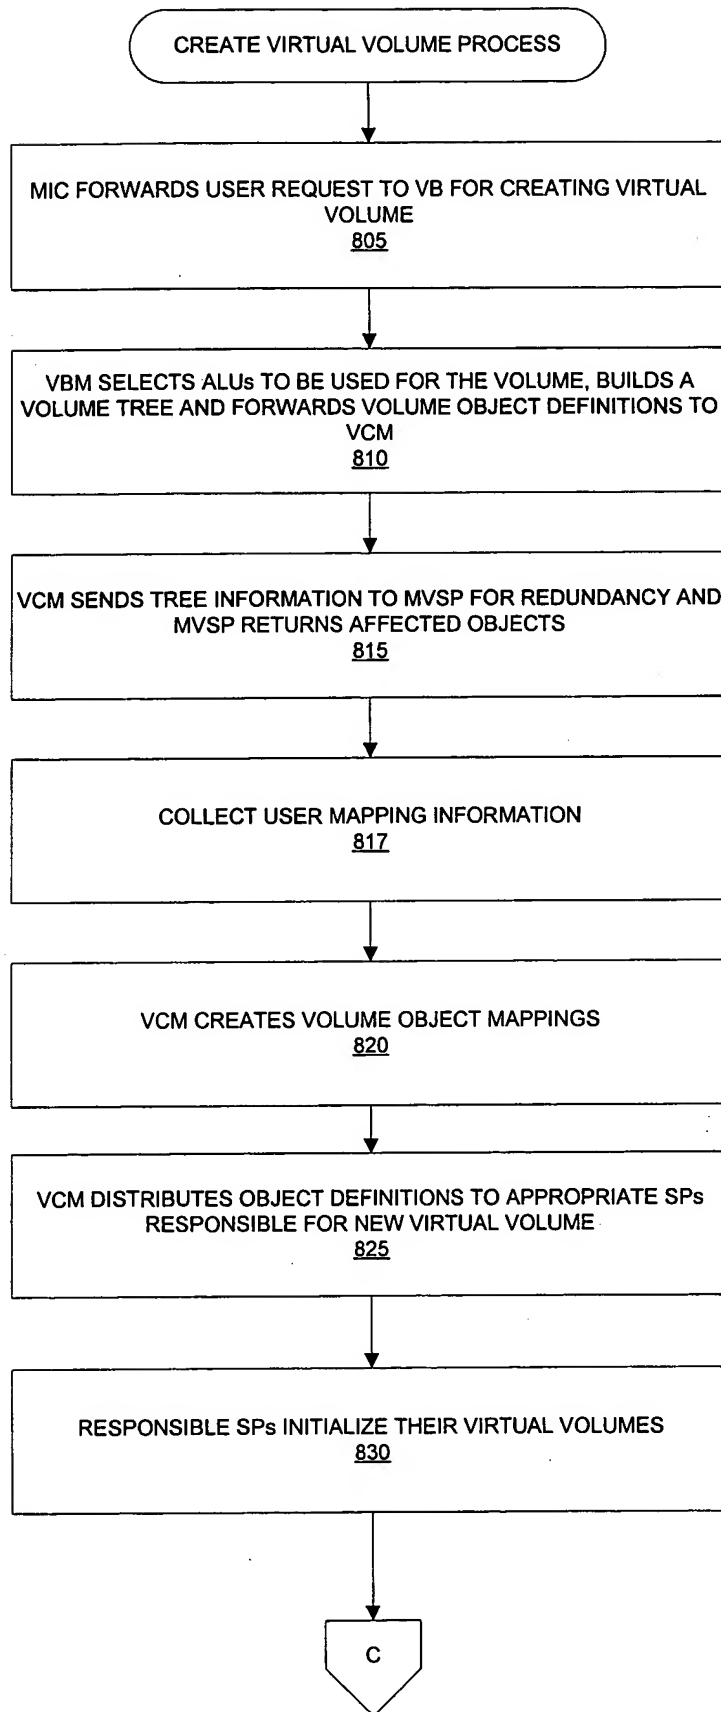 CREATE VIRTUAL VOLUME PROCESS
MIC FORWARDS USER REQUEST TO VB FOR CREATING VIRTUAL
VOLUME
805
VBM SELECTS ALUs TO BE USED FOR THE VOLUME, BUILDS A
VOLUME TREE AND FORWARDS VOLUME OBJECT DEFINITIONS TO
VCM
810
VCM SENDS TREE INFORMATION TO MVSP FOR REDUNDANCY AND
MVSP RETURNS AFFECTED OBJECTS
815
COLLECT USER MAPPING INFORMATION
817
VCM CREATES VOLUME OBJECT MAPPINGS
820
VCM DISTRIBUTES OBJECT DEFINITIONS TO APPROPRIATE SPs
RESPONSIBLE FOR NEW VIRTUAL VOLUME
825
RESPONSIBLE SPs INITIALIZE THEIR VIRTUAL VOLUMES
830
C